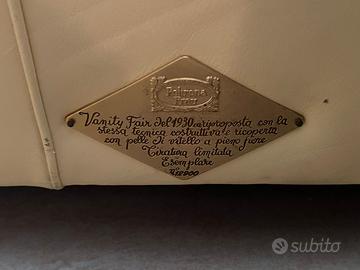 Poltrona
Frau
Vanity Fair del 1930 ora riproposta con la
stessa tecnica costruttiva e ricoperta
con pelle di vitello a pieno fiore
Tiratura limitata
Esemplare
subito